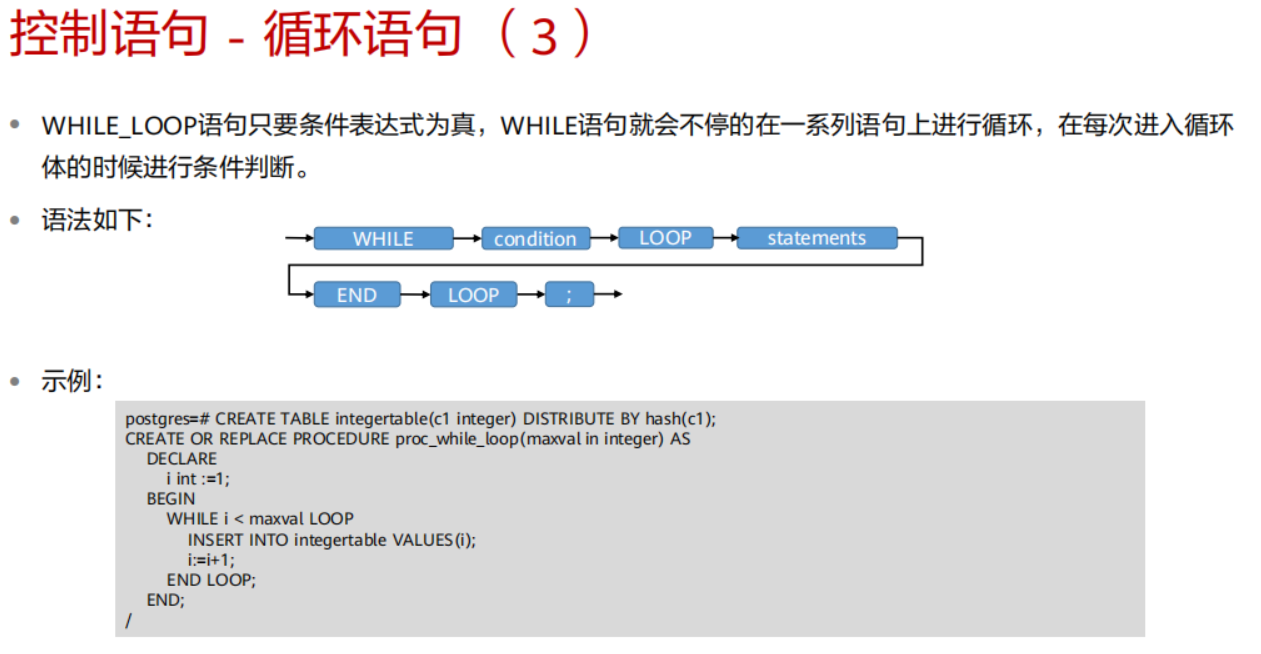 控制语句 - 循环语句（3）
• WHILE_LOOP语句只要条件表达式为真，WHILE语句就会不停的在一系列语句上进行循环，在每次进入循环
体的时候进行条件判断。
• 语法如下：
WHILE condition LOOP statements
END LOOP ;
• 示例：
postgres=# CREATE TABLE integertable(c1 integer) DISTRIBUTE BY hash(c1);
CREATE OR REPLACE PROCEDURE proc_while_loop(maxval in integer) AS
DECLARE
i int :=1;
BEGIN
WHILE i < maxval LOOP
INSERT INTO integertable VALUES(i);
i:=i+1;
END LOOP;
END;
/